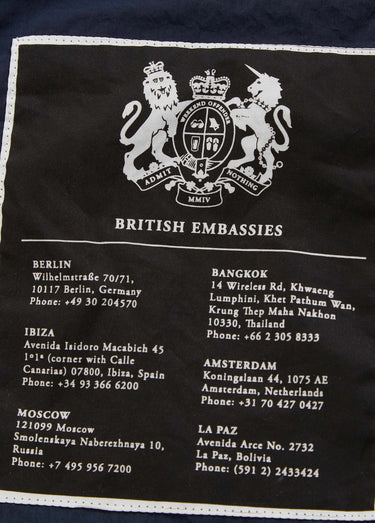 WEEKEND OFFENDER
ADMIT NOTHING
MMIV
BRITISH EMBASSIES
BERLIN
Wilhelmstraße 70/71,
10117 Berlin, Germany
Phone: +49 30 204570
IBIZA
Avenida Isidoro Macabich 45
1º1ª (corner with Calle
Canarias) 07800, Ibiza, Spain
Phone: +34 93 366 6200
MOSCOW
121099 Moscow
Smolenskaya Naberezhnaya 10,
Russia
Phone: +7 495 956 7200
BANGKOK
14 Wireless Rd, Khwaeng
Lumphini, Khet Pathum Wan,
Krung Thep Maha Nakhon
10330, Thailand
Phone: +66 2 305 8333
AMSTERDAM
Koningslaan 44, 1075 AE
Amsterdam, Netherlands
Phone: +31 70 427 0427
LA PAZ
Avenida Arce No. 2732
La Paz, Bolivia
Phone: (591 2) 2433424